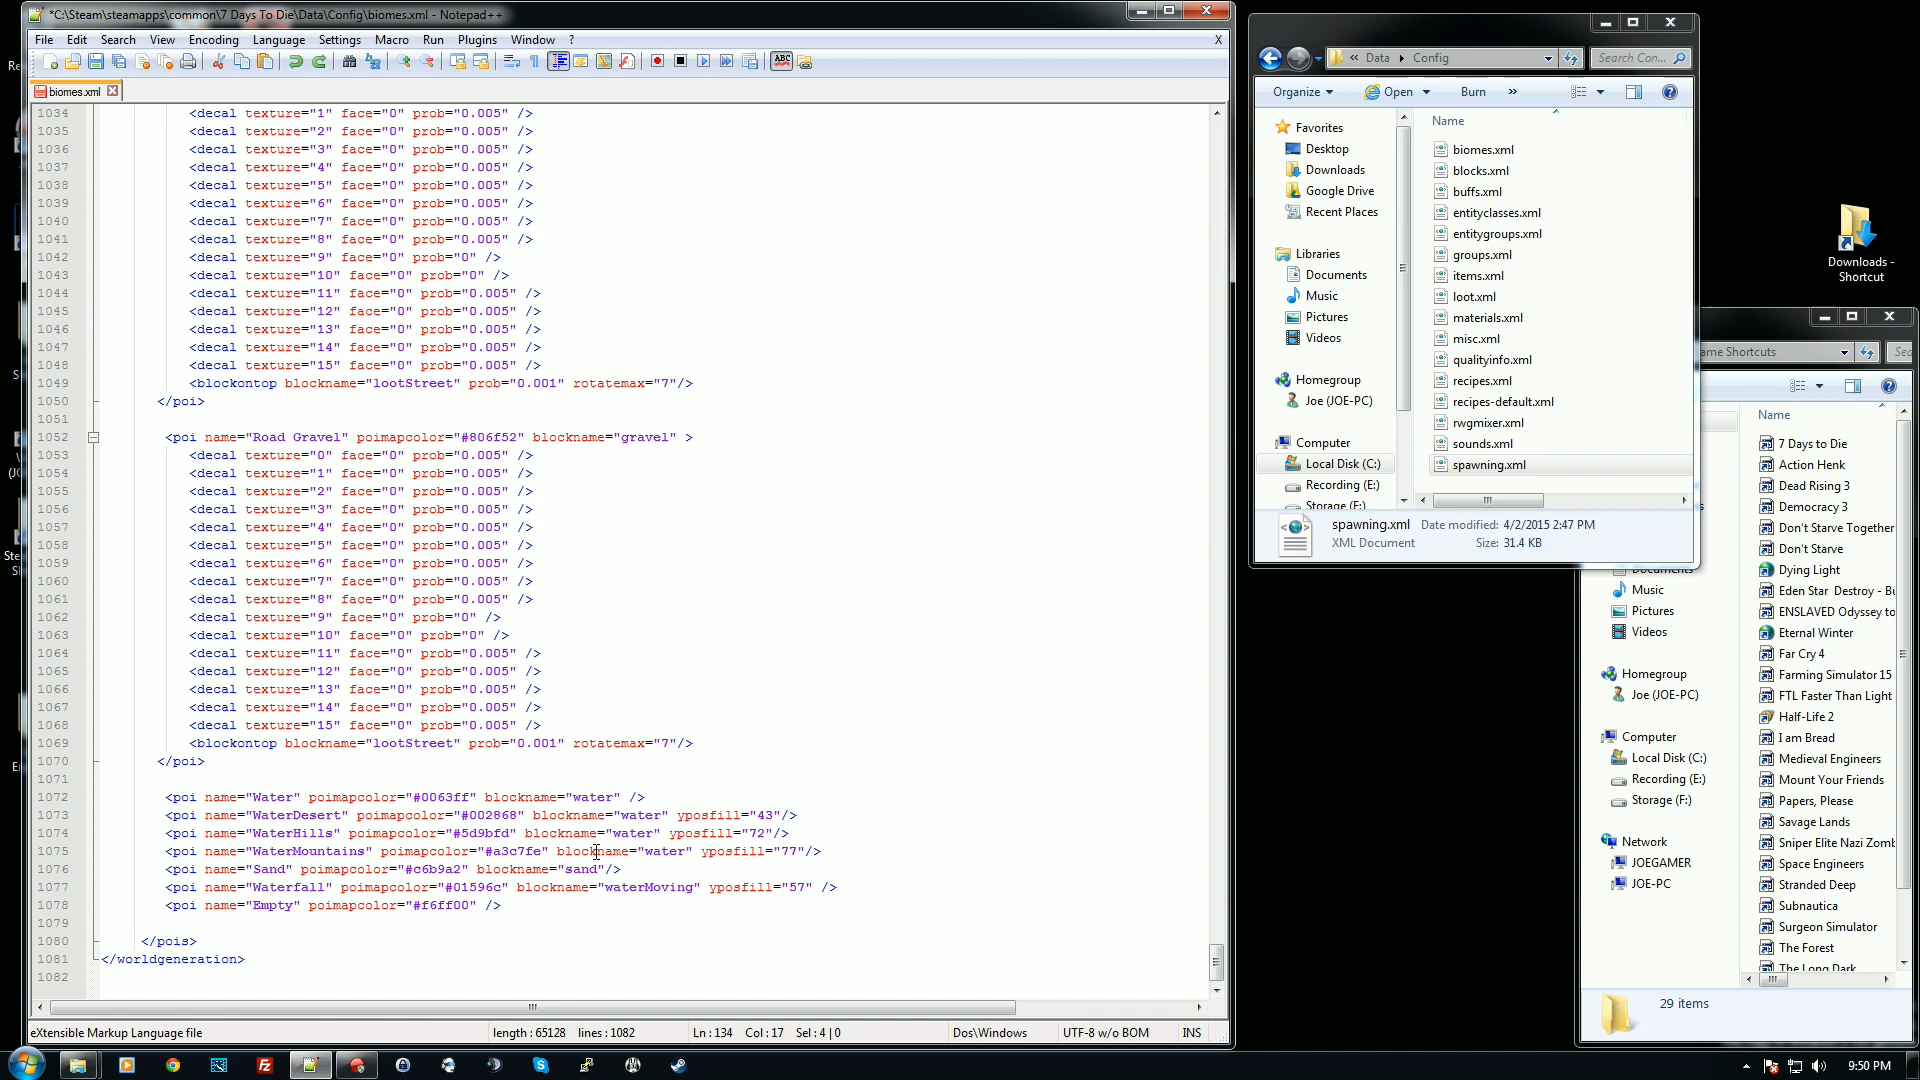 *C:\Steam\steamapps\common\7 Days To Die\Data\Config\biomes.xml - Notepad++
File Edit Search View Encoding Language Settings Macro Run Plugins Window ? X
biomes.xml
1034 <decal texture="1" face="0" prob="0.005" />
1035 <decal texture="2" face="0" prob="0.005" />
1036 <decal texture="3" face="0" prob="0.005" />
1037 <decal texture="4" face="0" prob="0.005" />
1038 <decal texture="5" face="0" prob="0.005" />
1039 <decal texture="6" face="0" prob="0.005" />
1040 <decal texture="7" face="0" prob="0.005" />
1041 <decal texture="8" face="0" prob="0.005" />
1042 <decal texture="9" face="0" prob="0" />
1043 <decal texture="10" face="0" prob="0" />
1044 <decal texture="11" face="0" prob="0.005" />
1045 <decal texture="12" face="0" prob="0.005" />
1046 <decal texture="13" face="0" prob="0.005" />
1047 <decal texture="14" face="0" prob="0.005" />
1048 <decal texture="15" face="0" prob="0.005" />
1049 <blockontop blockname="lootStreet" prob="0.001" rotatemax="7"/>
1050 </poi>
1051
1052 <poi name="Road Gravel" poimapcolor="#806f52" blockname="gravel" >
1053 <decal texture="0" face="0" prob="0.005" />
1054 <decal texture="1" face="0" prob="0.005" />
1055 <decal texture="2" face="0" prob="0.005" />
1056 <decal texture="3" face="0" prob="0.005" />
1057 <decal texture="4" face="0" prob="0.005" />
1058 <decal texture="5" face="0" prob="0.005" />
1059 <decal texture="6" face="0" prob="0.005" />
1060 <decal texture="7" face="0" prob="0.005" />
1061 <decal texture="8" face="0" prob="0.005" />
1062 <decal texture="9" face="0" prob="0" />
1063 <decal texture="10" face="0" prob="0" />
1064 <decal texture="11" face="0" prob="0.005" />
1065 <decal texture="12" face="0" prob="0.005" />
1066 <decal texture="13" face="0" prob="0.005" />
1067 <decal texture="14" face="0" prob="0.005" />
1068 <decal texture="15" face="0" prob="0.005" />
1069 <blockontop blockname="lootStreet" prob="0.001" rotatemax="7"/>
1070 </poi>
1071
1072 <poi name="Water" poimapcolor="#0063ff" blockname="water" />
1073 <poi name="WaterDesert" poimapcolor="#002868" blockname="water" yposfill="43"/>
1074 <poi name="WaterHills" poimapcolor="#5d9bfd" blockname="water" yposfill="72"/>
1075 <poi name="WaterMountains" poimapcolor="#a3c7fe" blockname="water" yposfill="77"/>
1076 <poi name="Sand" poimapcolor="#c6b9a2" blockname="sand"/>
1077 <poi name="Waterfall" poimapcolor="#01596c" blockname="waterMoving" yposfill="57" />
1078 <poi name="Empty" poimapcolor="#f6ff00" />
1079
1080 </pois>
1081 </worldgeneration>
1082
eXtensible Markup Language file length : 65128 lines : 1082 Ln : 134 Col : 17 Sel : 4 | 0 Dos\Windows UTF-8 w/o BOM INS
« Data Config Search Con...
Organize Open Burn »
Favorites
Desktop
Downloads
Google Drive
Recent Places
Libraries
Documents
Music
Pictures
Videos
Homegroup
Joe (JOE-PC)
Computer
Local Disk (C:)
Recording (E:)
Storage (F:)
Name
biomes.xml
blocks.xml
buffs.xml
entityclasses.xml
entitygroups.xml
groups.xml
items.xml
loot.xml
materials.xml
misc.xml
qualityinfo.xml
recipes.xml
recipes-default.xml
rwgmixer.xml
sounds.xml
spawning.xml
spawning.xml Date modified: 4/2/2015 2:47 PM
XML Document Size: 31.4 KB
Downloads -
Shortcut
ame Shortcuts
Documents
Music
Pictures
Videos
Homegroup
Joe (JOE-PC)
Computer
Local Disk (C:)
Recording (E:)
Storage (F:)
Network
JOEGAMER
JOE-PC
Name
7 Days to Die
Action Henk
Dead Rising 3
Democracy 3
Don't Starve Together
Don't Starve
Dying Light
Eden Star Destroy - Bu
ENSLAVED Odyssey to
Eternal Winter
Far Cry 4
Farming Simulator 15
FTL Faster Than Light
Half-Life 2
I am Bread
Medieval Engineers
Mount Your Friends
Papers, Please
Savage Lands
Sniper Elite Nazi Zomb
Space Engineers
Stranded Deep
Subnautica
Surgeon Simulator
The Forest
The Long Dark
29 items
9:50 PM